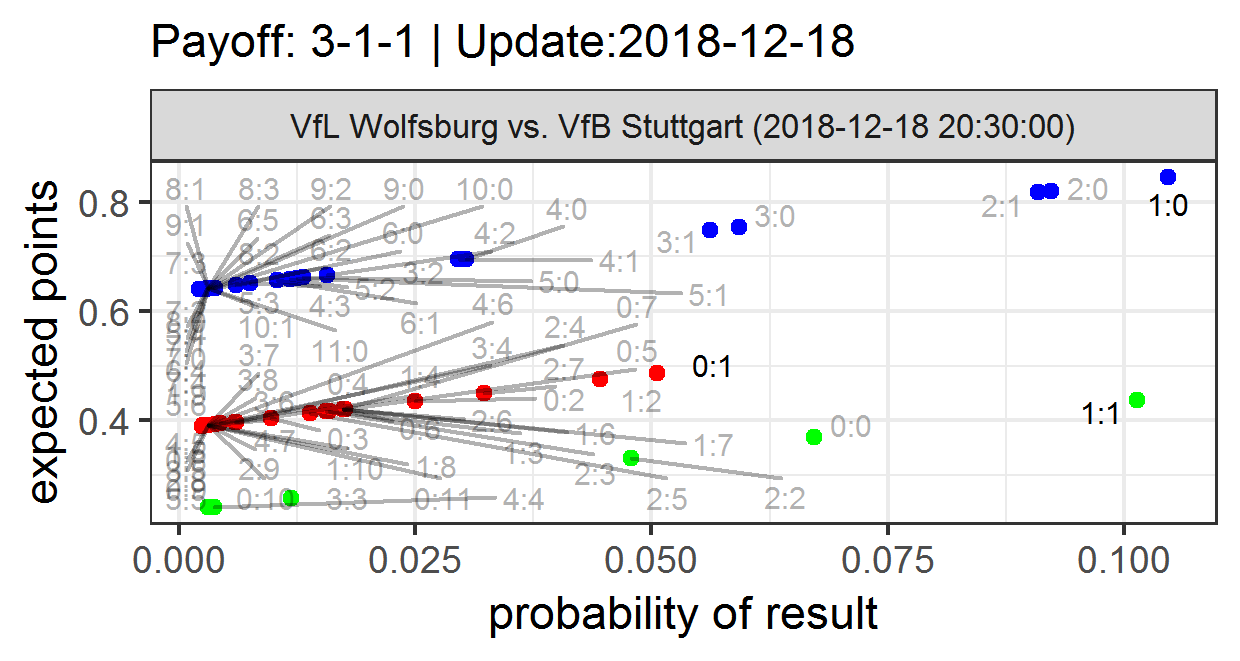 Payoff: 3-1-1 | Update:2018-12-18
VfL Wolfsburg vs. VfB Stuttgart (2018-12-18 20:30:00)
expected points
0.8
0.6
0.4
8:1 8:3 9:2 9:0 10:0
9:1 6:5 6:3 6:0 4:2 4:0
7:3 8:2 6:2 3:2 5:0 4:1
5:3 4:3 5:2 6:1 5:1
10:1 11:0
3:1 3:0 2:1 2:0 1:0
4:6 0:7
2:4
3:7 3:4 0:5 0:1
3:8 0:4 1:4 2:7
3:6 0:2 1:2 1:1
2:6 0:0
4:7 0:3 0:6 1:6 1:7
2:9 1:10 1:8 1:3 2:3
0:10 3:3 0:11 4:4 2:5 2:2
0.000 0.025 0.050 0.075 0.100
probability of result